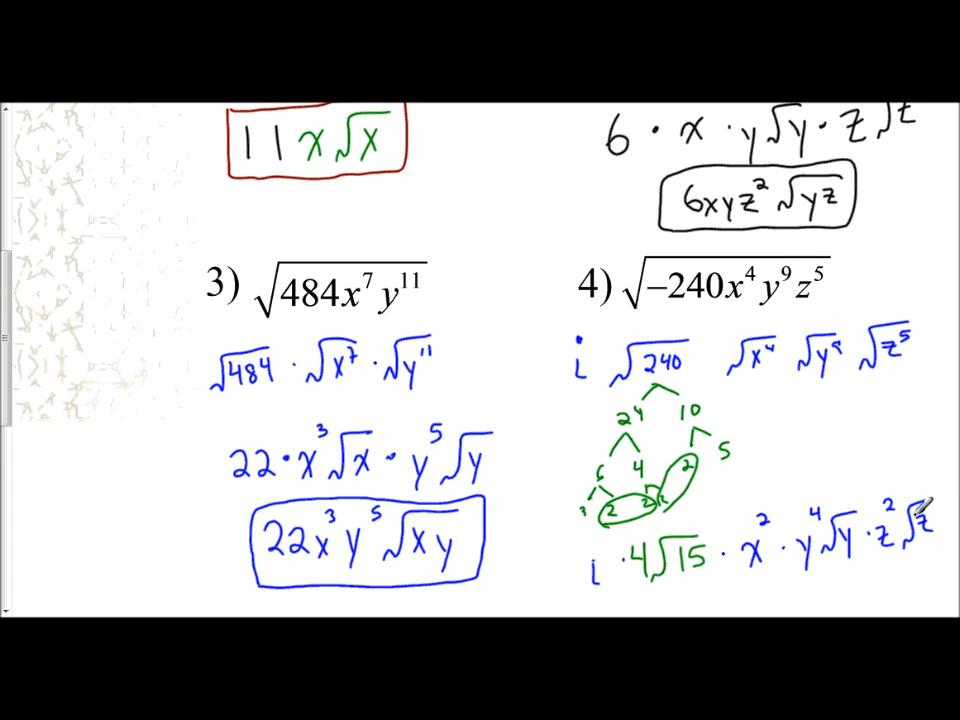 11x√x
6 · x · y√y · z√z
6xyz²√yz
3) √484x⁷y¹¹
√484 · √x⁷ · √y¹¹
22 · x³√x · y⁵√y
22x³y⁵√xy
4) √−240x⁴y⁹z⁵
i √240 √x⁴ √y⁹ √z⁵
24 10
6 4 2 5
3 2 2 2
i · 4√15 · x² · y⁴√y · z²√z